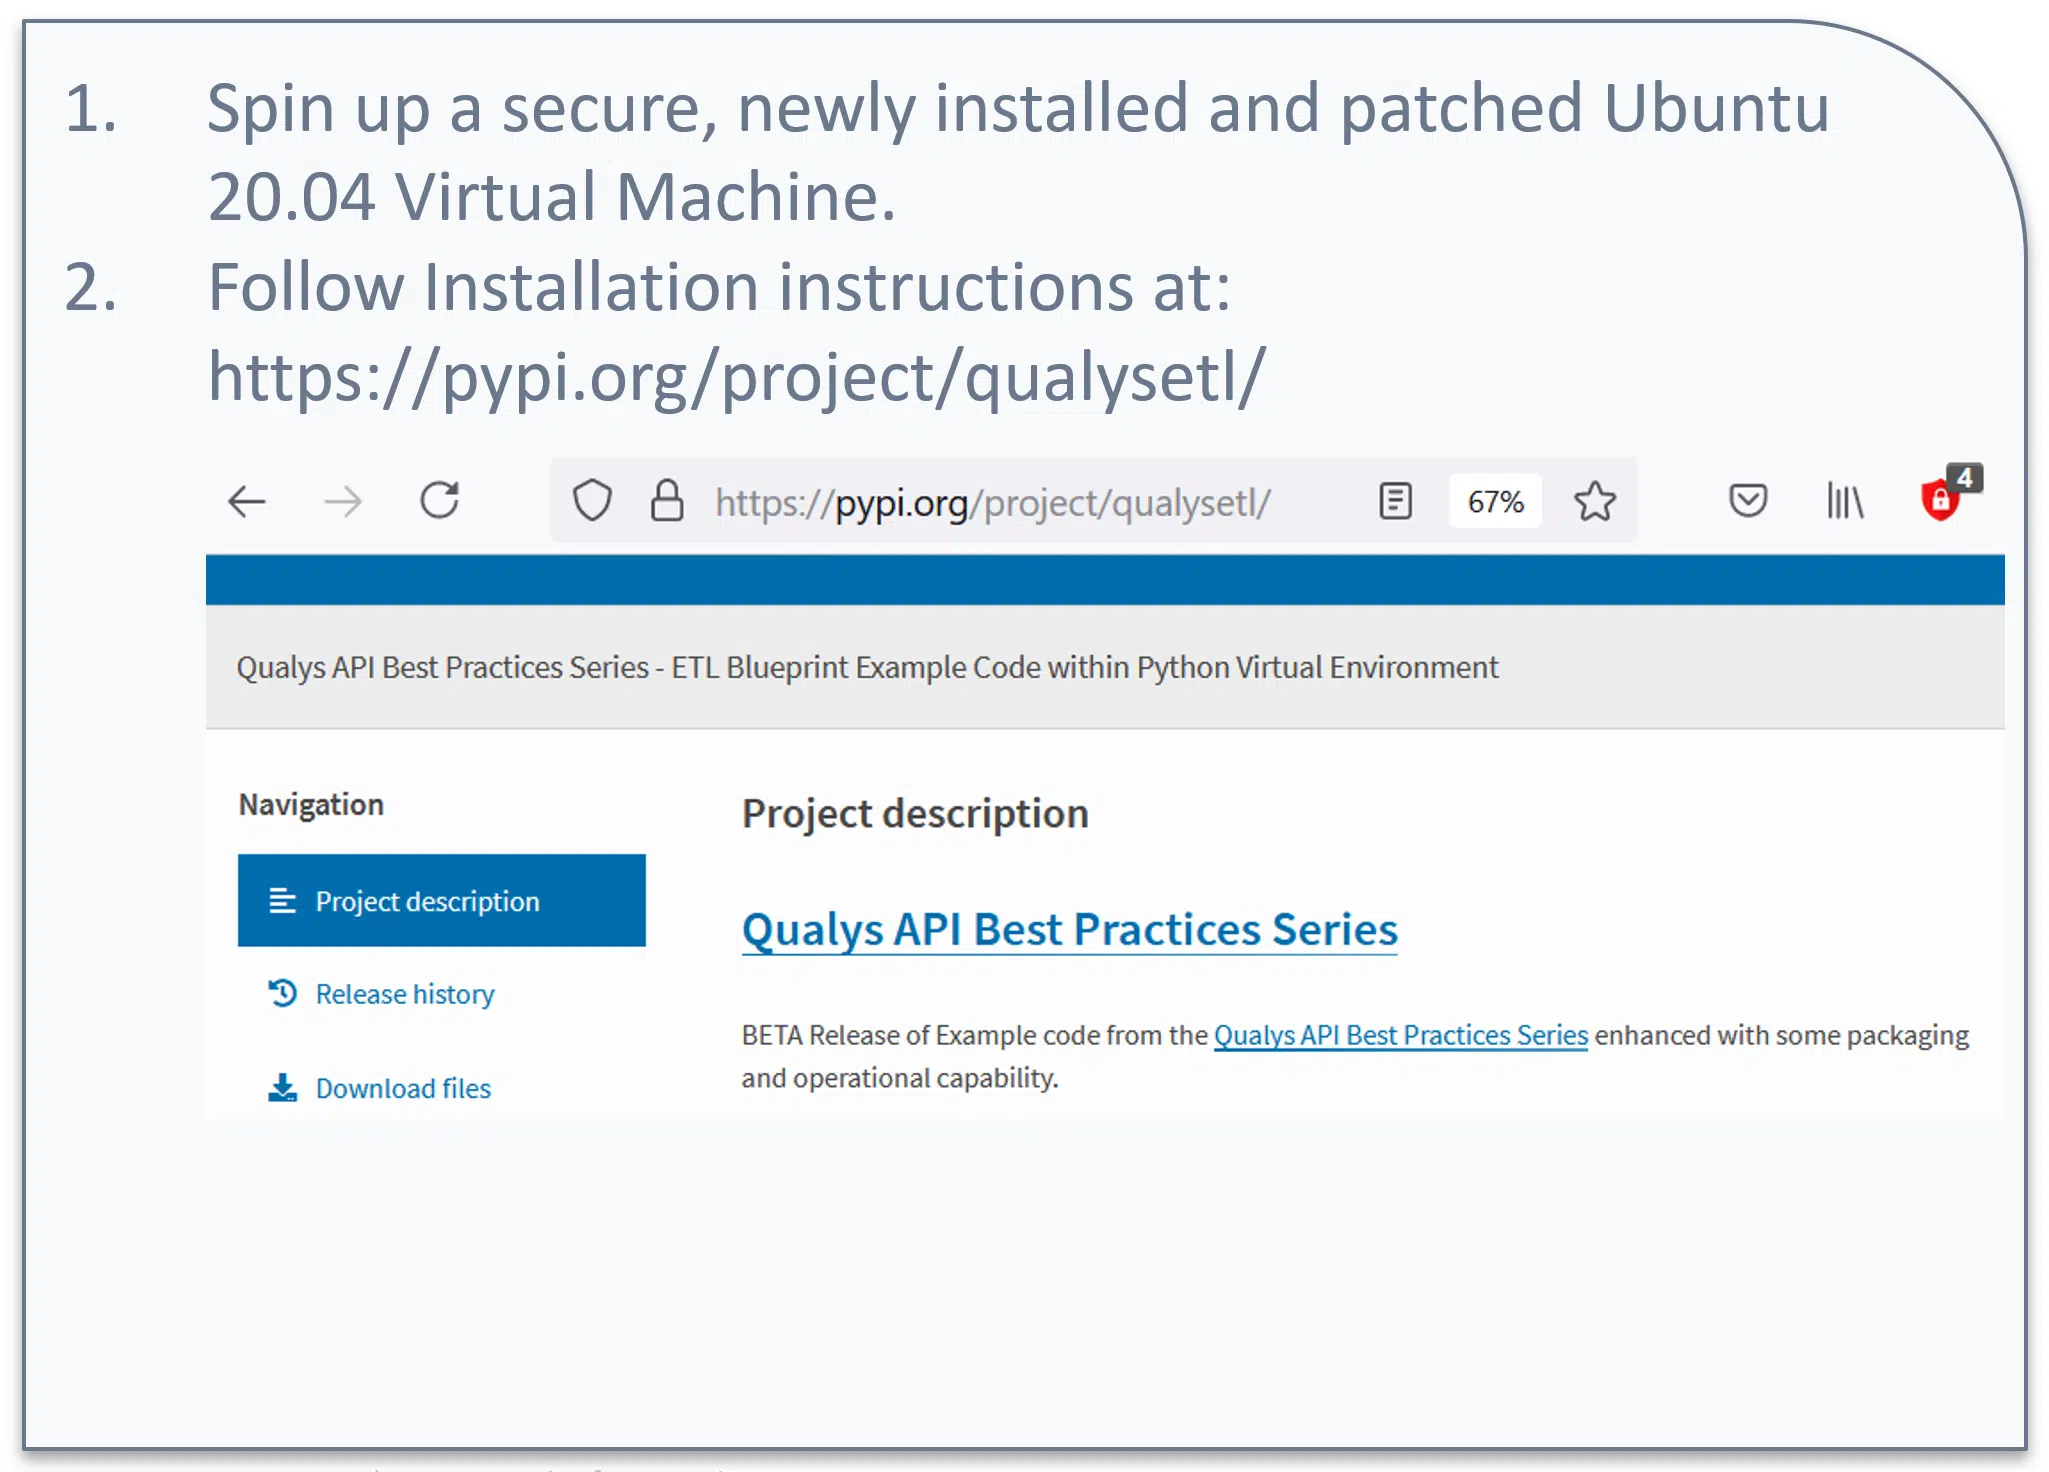 1. Spin up a secure, newly installed and patched Ubuntu
20.04 Virtual Machine.
2. Follow Installation instructions at:
https://pypi.org/project/qualysetl/
https://pypi.org/project/qualysetl/ 67% 4
Qualys API Best Practices Series - ETL Blueprint Example Code within Python Virtual Environment
Navigation
Project description
Release history
Download files
Project description
Qualys API Best Practices Series
BETA Release of Example code from the Qualys API Best Practices Series enhanced with some packaging
and operational capability.